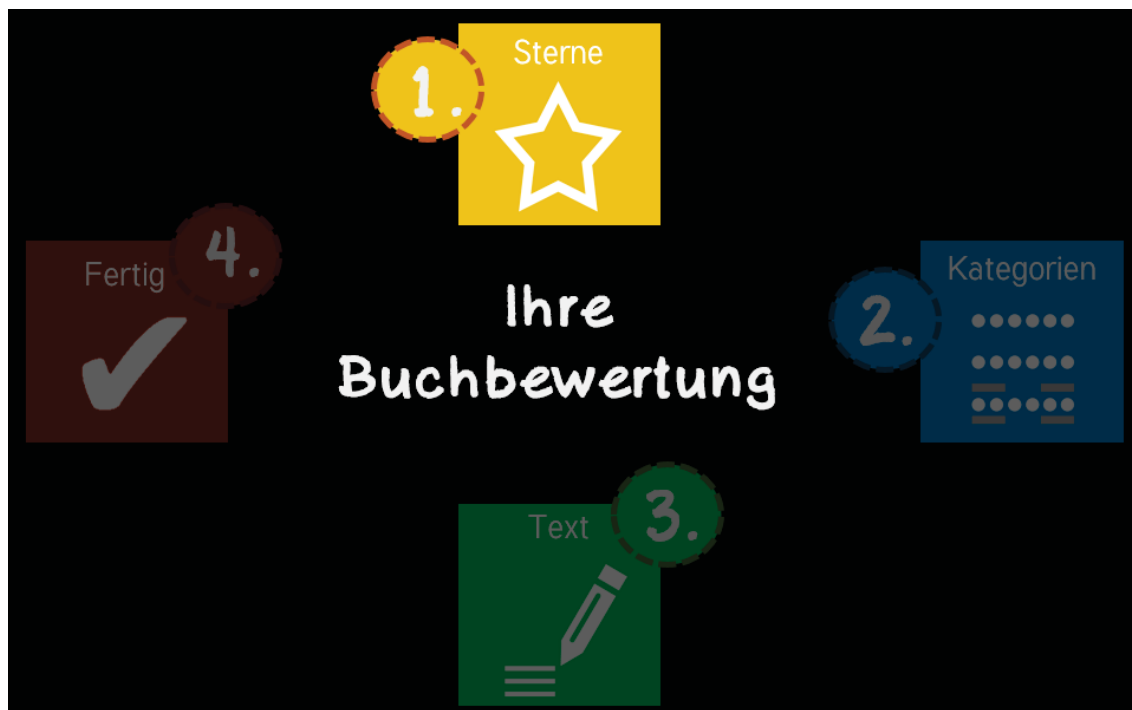 Sterne
1.
Fertig
4.
Kategorien
2.
Ihre
Buchbewertung
Text
3.